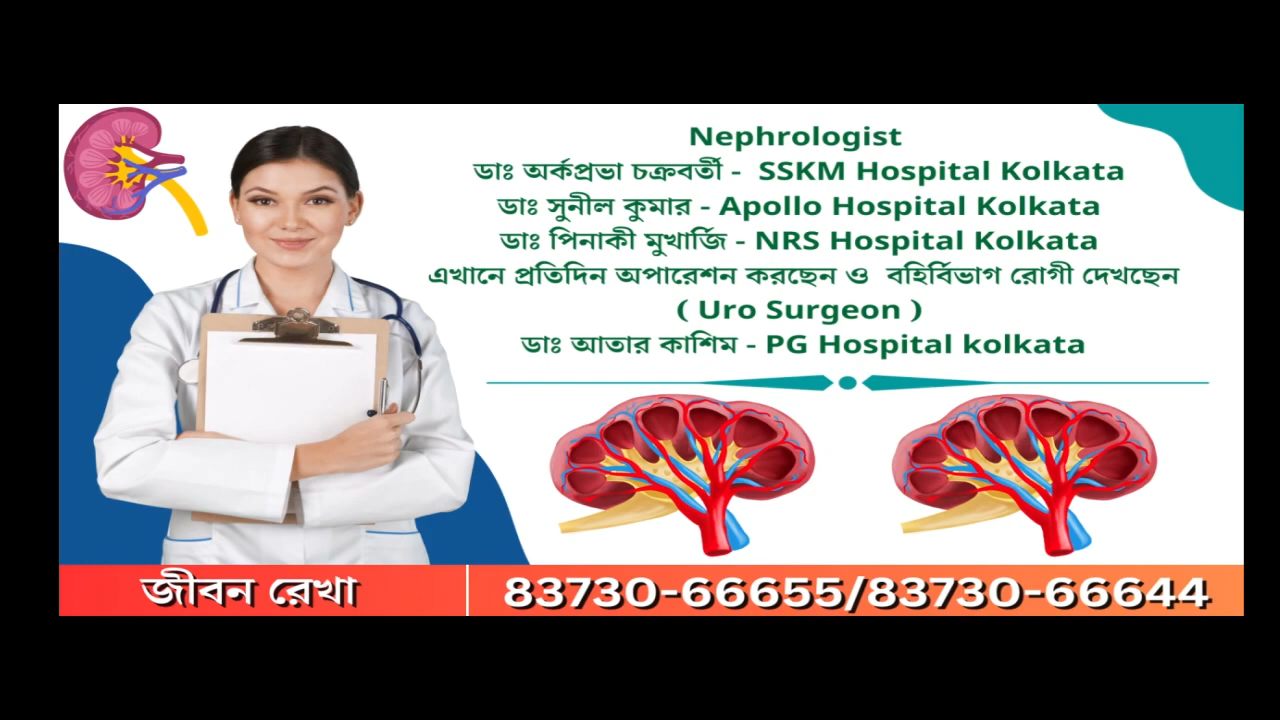 Nephrologist
ডাঃ অর্কপ্রভা চক্রবর্তী - SSKM Hospital Kolkata
ডাঃ সুনীল কুমার - Apollo Hospital Kolkata
ডাঃ পিনাকী মুখার্জি - NRS Hospital Kolkata
এখানে প্রতিদিন অপারেশন করছেন ও বহির্বিভাগ রোগী দেখছেন
( Uro Surgeon )
ডাঃ আতার কাশিম - PG Hospital kolkata
জীবন রেখা
83730-66655/83730-66644